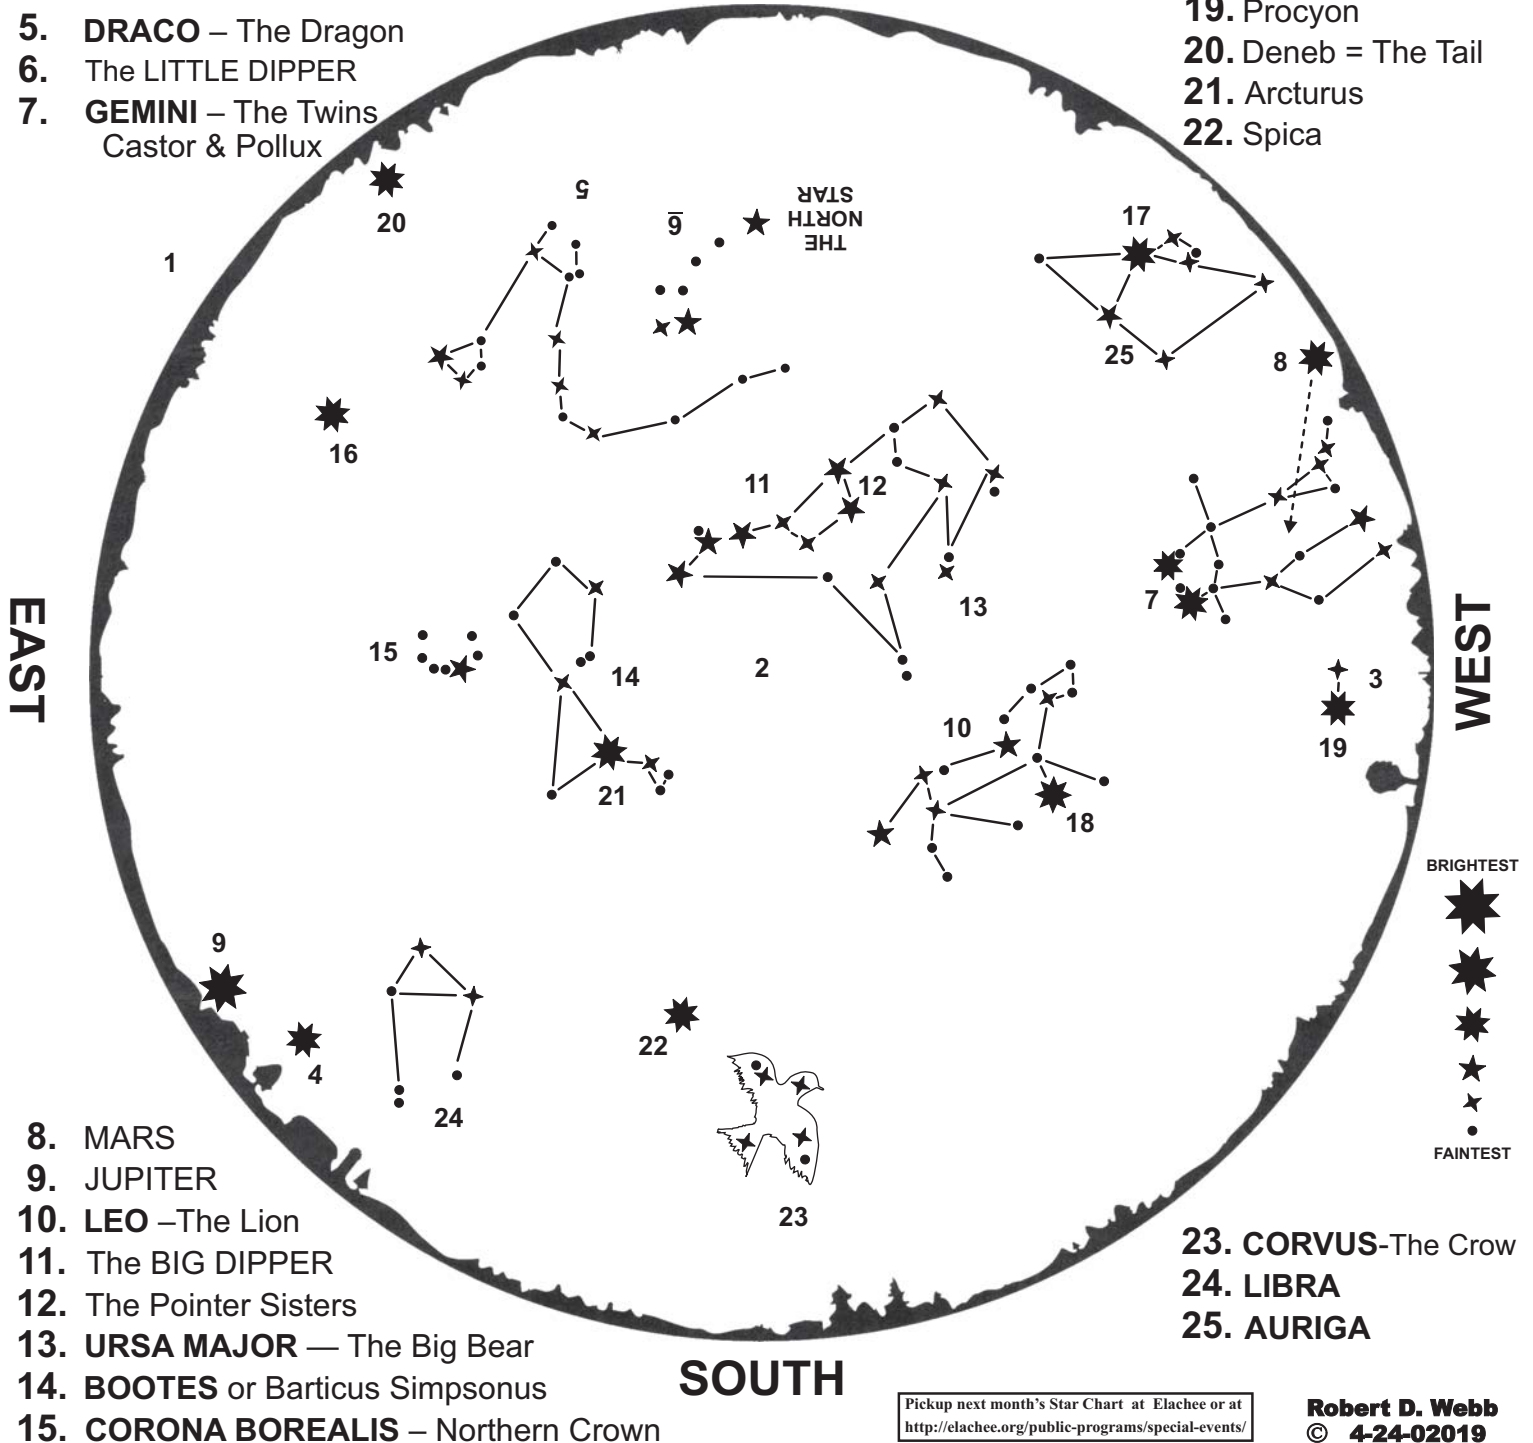 5. DRACO – The Dragon
6. The LITTLE DIPPER
7. GEMINI – The Twins
Castor & Pollux
19. Procyon
20. Deneb = The Tail
21. Arcturus
22. Spica
THE
NORTH
STAR
5
6
20
1
17
25
8
16
11
12
13
7
15
14
2
3
10
19
21
18
9
4
22
24
23
EAST
WEST
BRIGHTEST
FAINTEST
8. MARS
9. JUPITER
10. LEO –The Lion
11. The BIG DIPPER
12. The Pointer Sisters
13. URSA MAJOR — The Big Bear
14. BOOTES or Barticus Simpsonus
15. CORONA BOREALIS – Northern Crown
SOUTH
23. CORVUS-The Crow
24. LIBRA
25. AURIGA
Pickup next month's Star Chart at Elachee or at
http://elachee.org/public-programs/special-events/
Robert D. Webb
© 4-24-02019